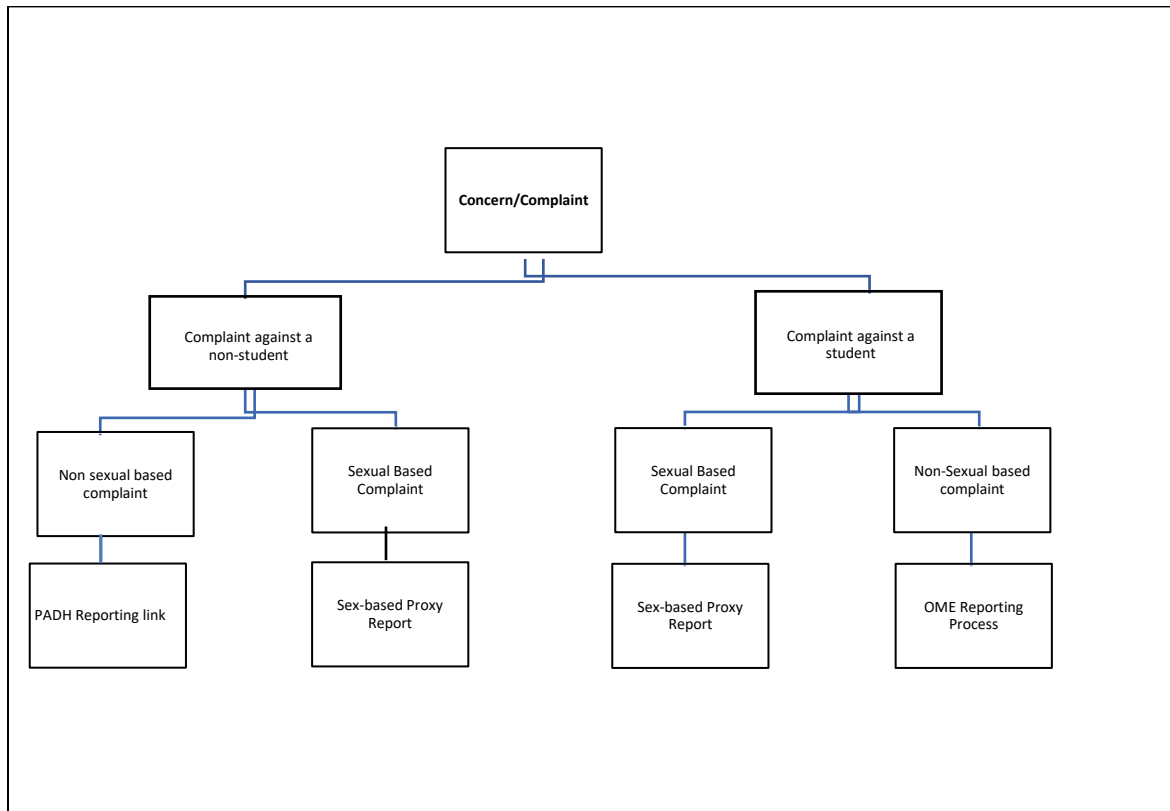 Concern/Complaint
Complaint against a
non-student
Complaint against a
student
Non sexual based
complaint
Sexual Based
Complaint
Sexual Based
Complaint
Non-Sexual based
complaint
PADH Reporting link
Sex-based Proxy
Report
Sex-based Proxy
Report
OME Reporting
Process